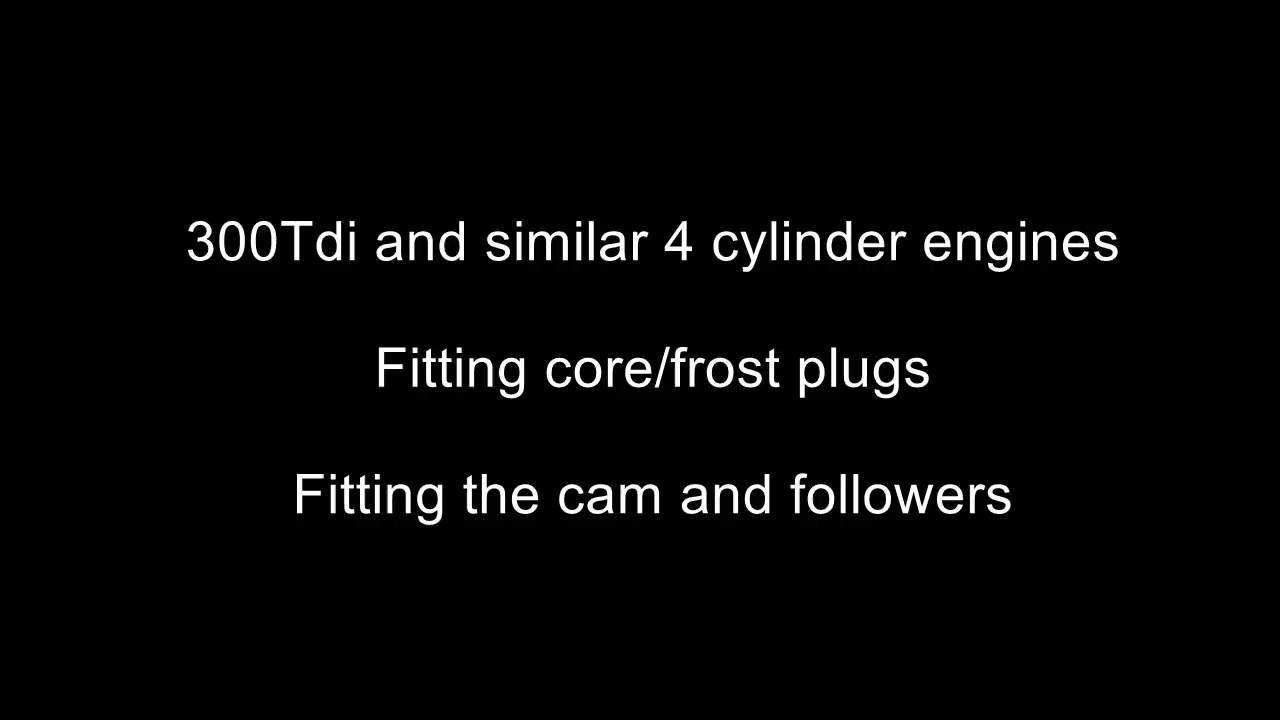 300Tdi and similar 4 cylinder engines
Fitting core/frost plugs
Fitting the cam and followers